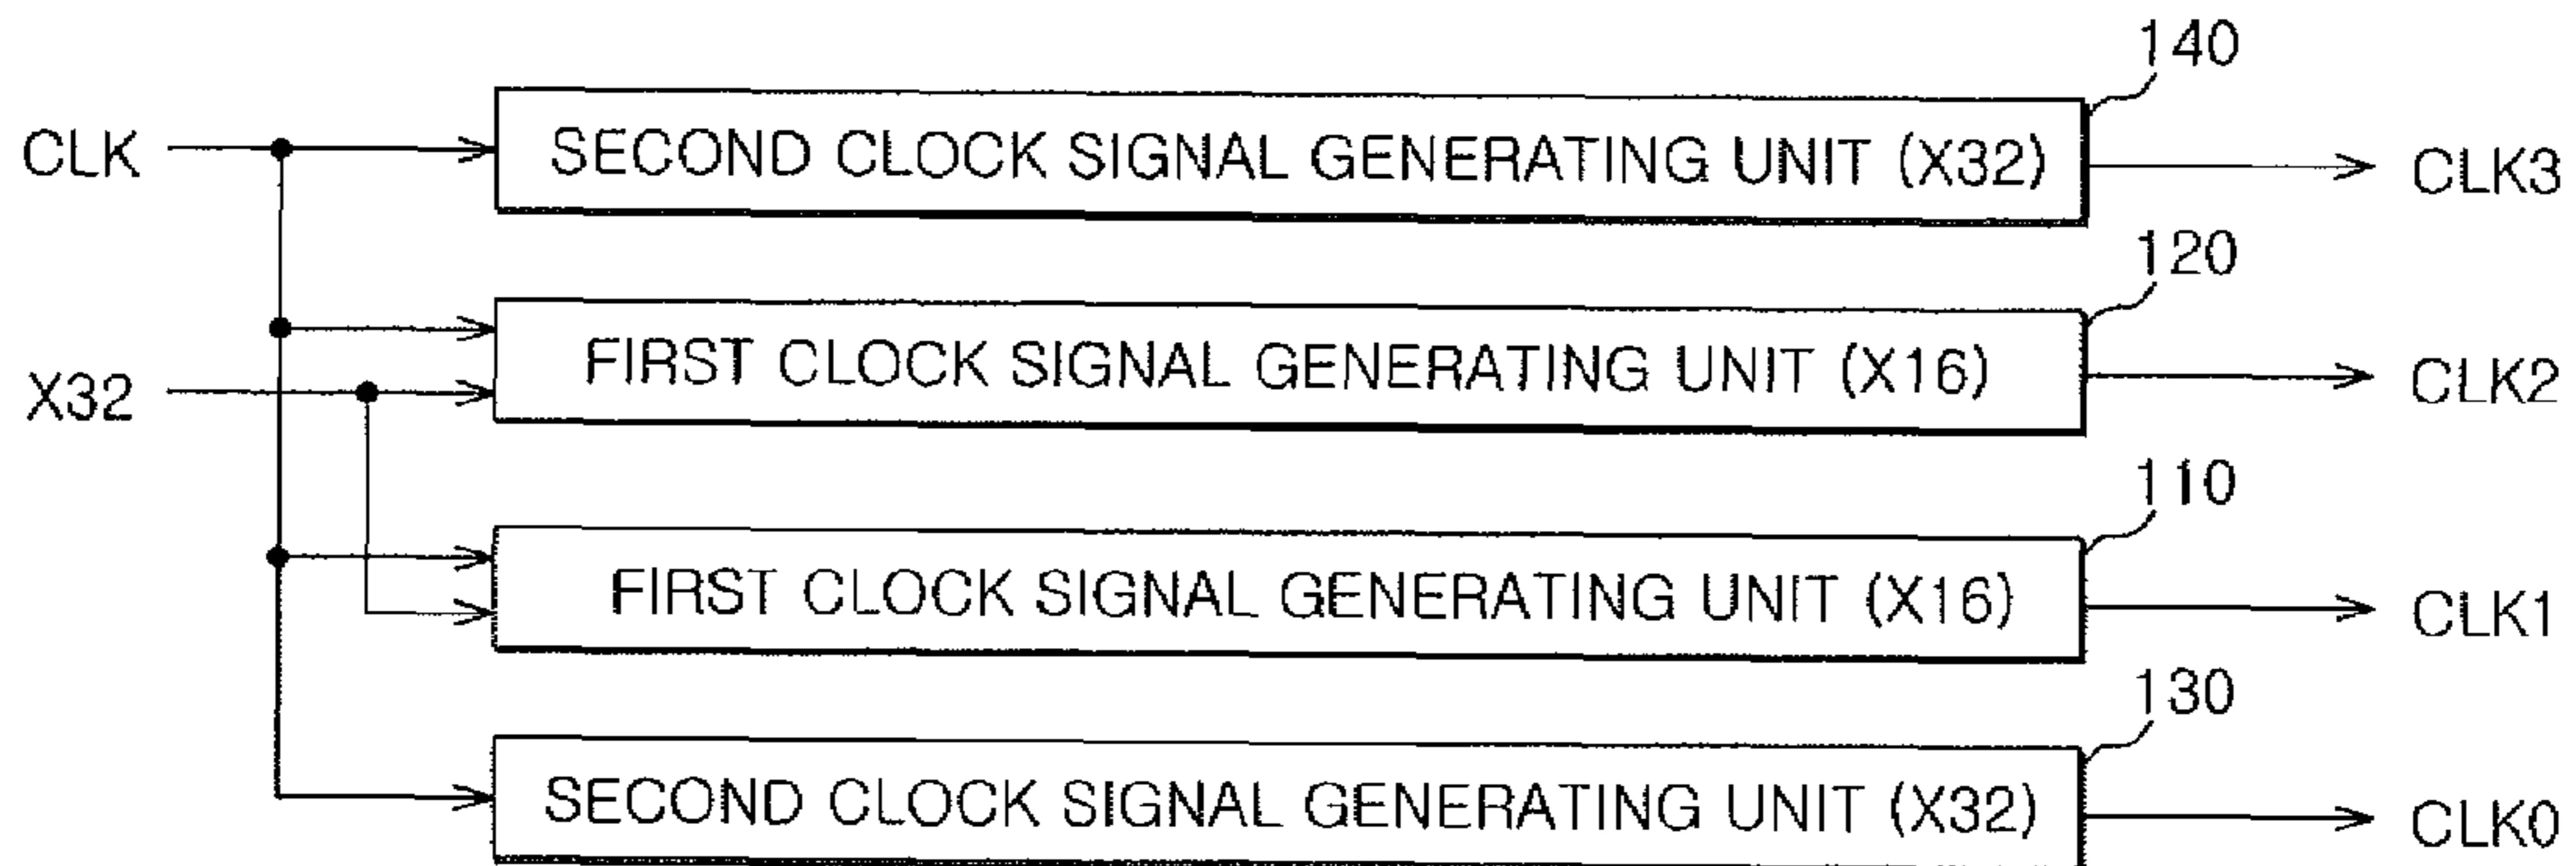 140
CLK
SECOND CLOCK SIGNAL GENERATING UNIT (X32)
CLK3
120
X32
FIRST CLOCK SIGNAL GENERATING UNIT (X16)
CLK2
110
FIRST CLOCK SIGNAL GENERATING UNIT (X16)
CLK1
130
SECOND CLOCK SIGNAL GENERATING UNIT (X32)
CLK0